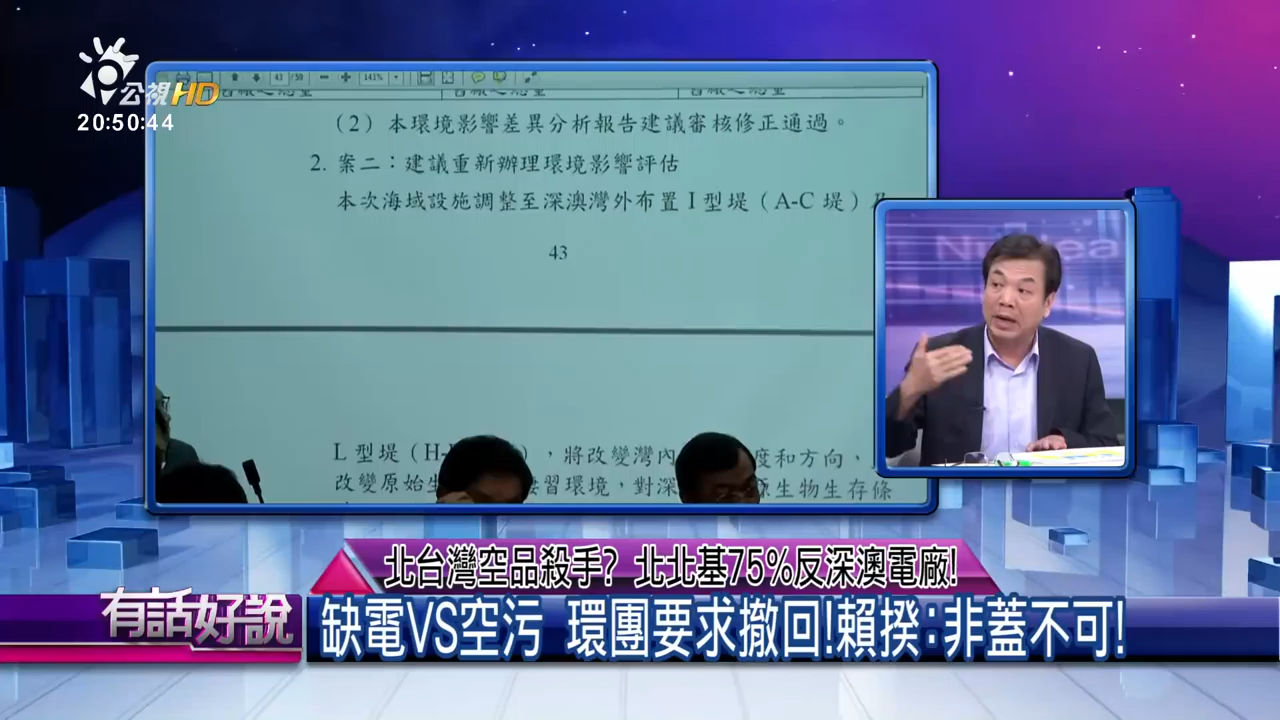 公視HD
20:50:44
43 / 59 141%
（2）本環境影響差異分析報告建議審核修正通過。
2. 案二：建議重新辦理環境影響評估
本次海域設施調整至深澳灣外布置 I 型堤（A-C 堤）及
43
L 型堤（H-），將改變灣內度和方向，
改變原始生習環境，對深生物生存條
北台灣空品殺手? 北北基75%反深澳電廠!
有話好說
缺電VS空污 環團要求撤回!賴揆:非蓋不可!